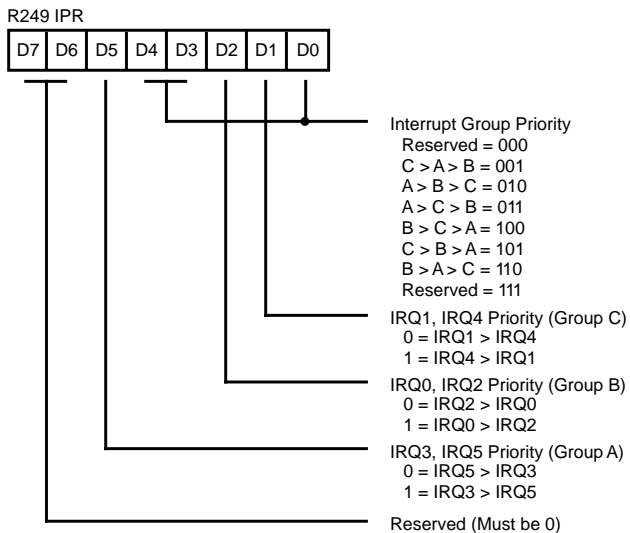 R249 IPR
D7 D6 D5 D4 D3 D2 D1 D0
Interrupt Group Priority
Reserved = 000
C > A > B = 001
A > B > C = 010
A > C > B = 011
B > C > A = 100
C > B > A = 101
B > A > C = 110
Reserved = 111
IRQ1, IRQ4 Priority (Group C)
0 = IRQ1 > IRQ4
1 = IRQ4 > IRQ1
IRQ0, IRQ2 Priority (Group B)
0 = IRQ2 > IRQ0
1 = IRQ0 > IRQ2
IRQ3, IRQ5 Priority (Group A)
0 = IRQ5 > IRQ3
1 = IRQ3 > IRQ5
Reserved (Must be 0)